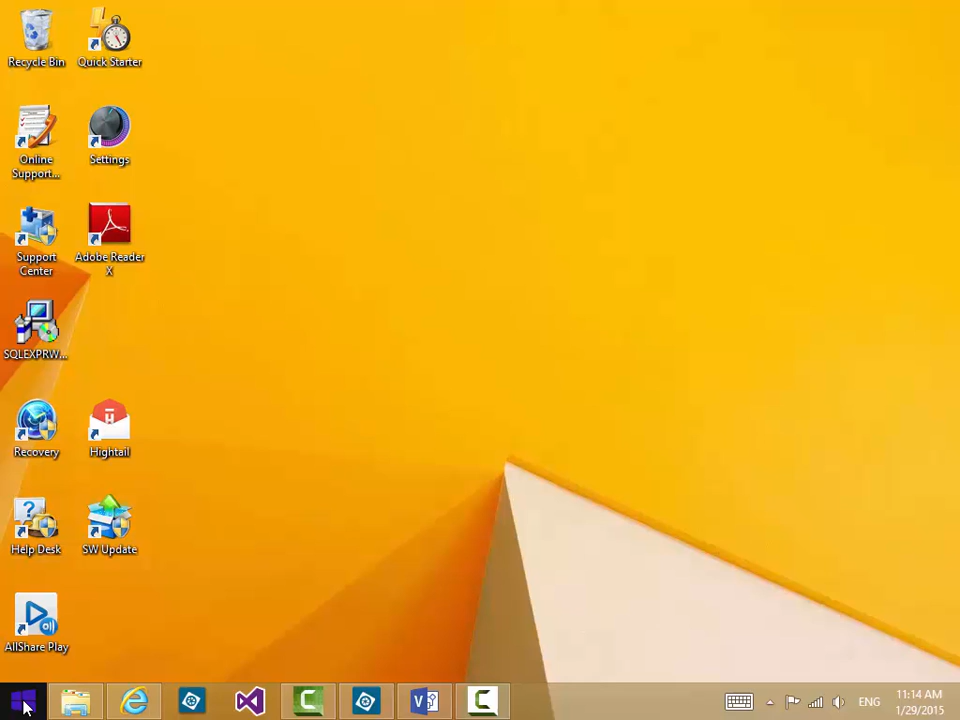 Recycle Bin
Quick Starter
Online
Support...
Settings
Support
Center
Adobe Reader
X
SQLEXPRW...
Recovery
Hightail
Help Desk
SW Update
AllShare Play
ENG
11:14 AM
1/29/2015